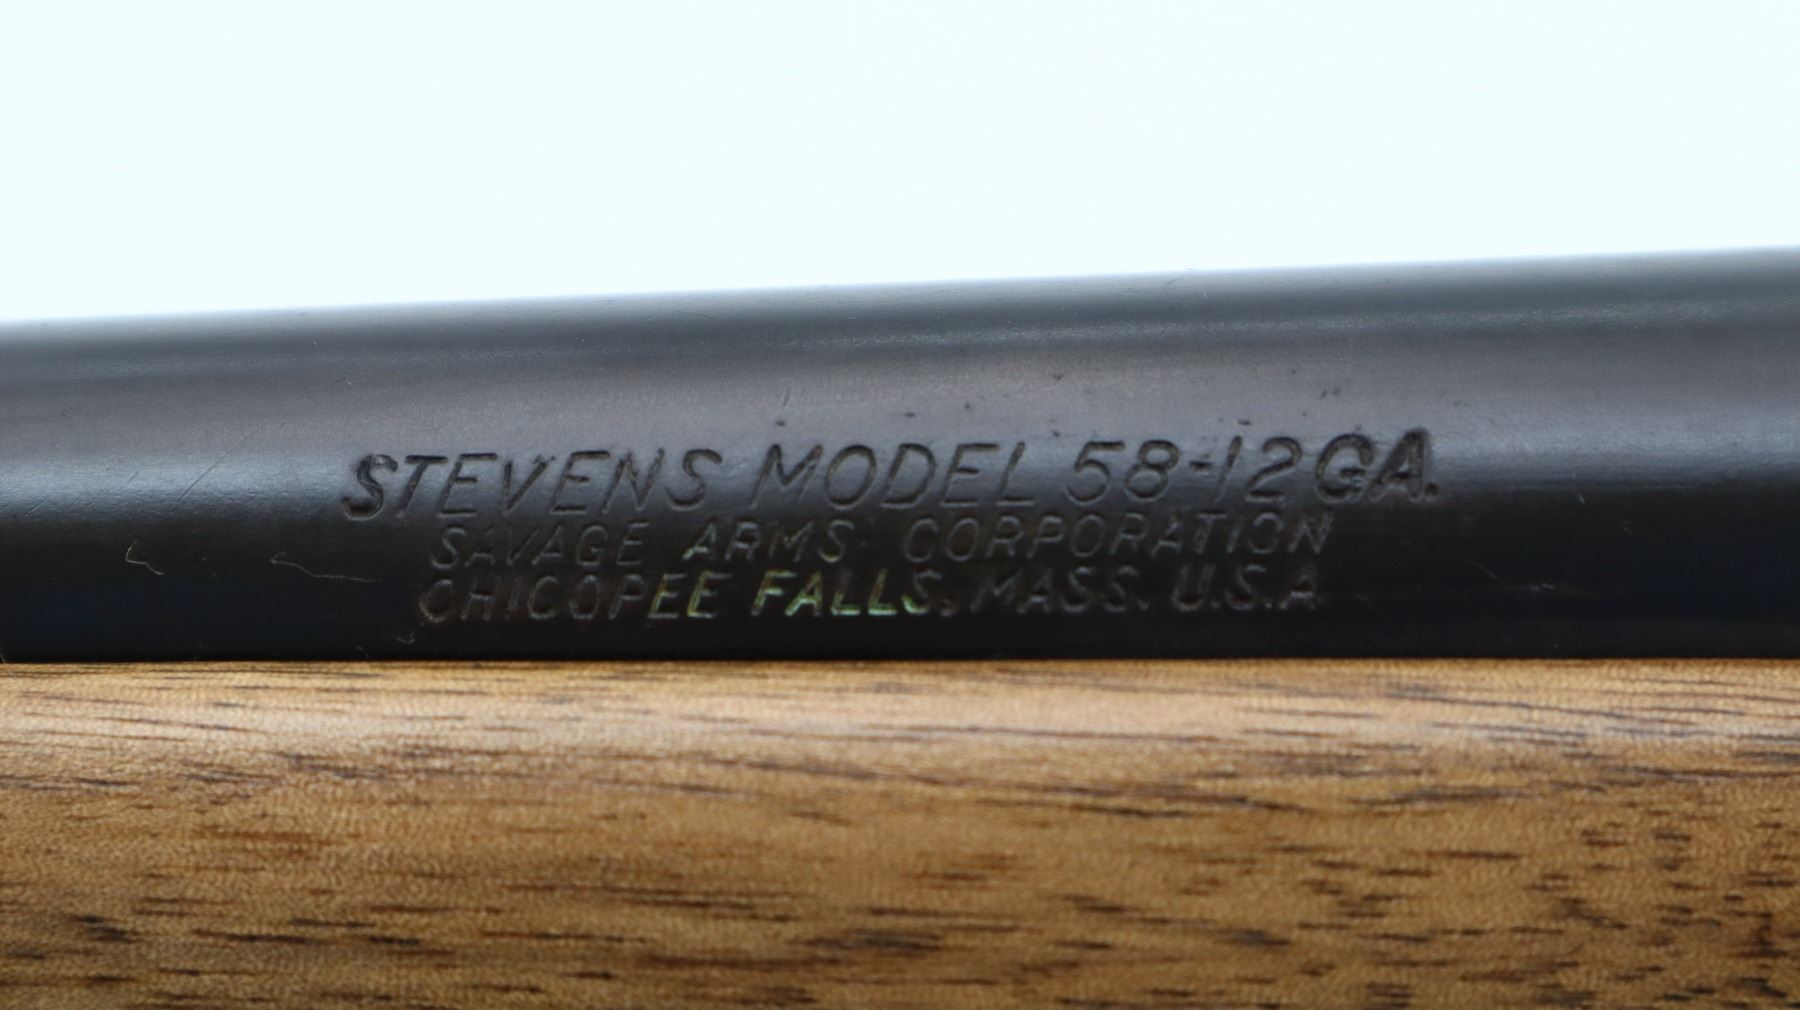 STEVENS MODEL 58-12GA.
SAVAGE ARMS CORPORATION
CHICOPEE FALLS, MASS. U.S.A.